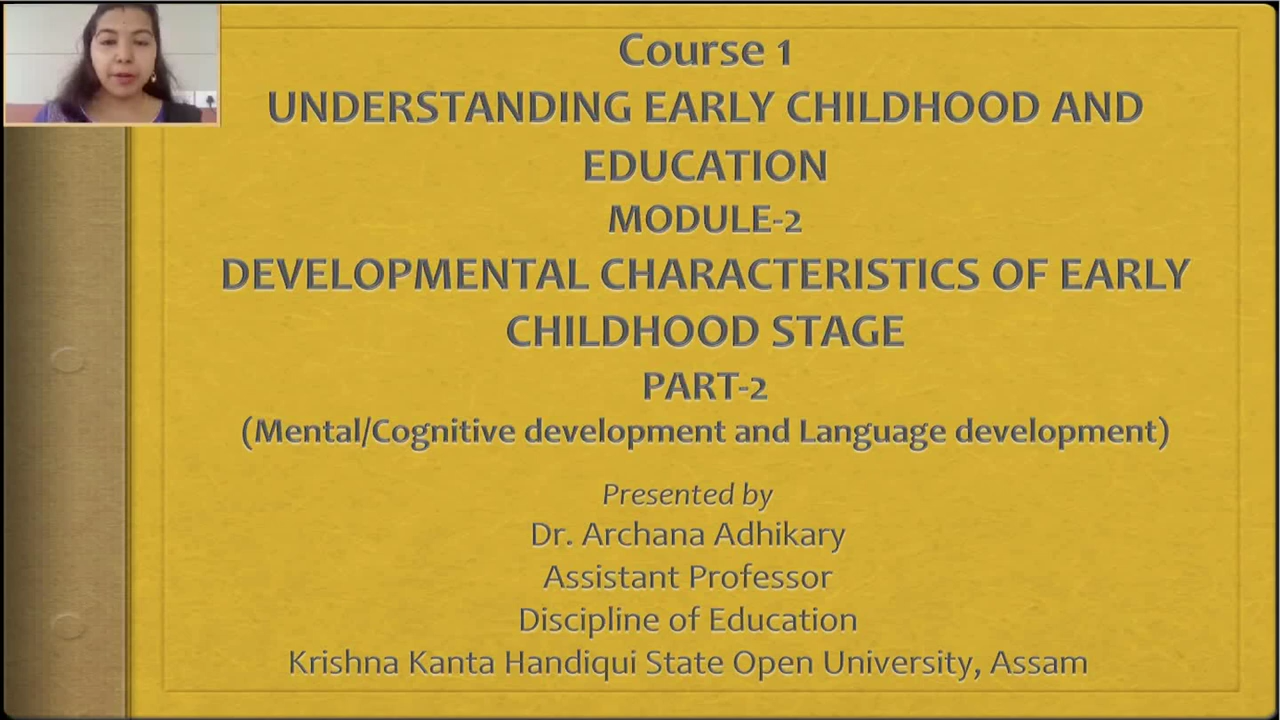 Course 1
UNDERSTANDING EARLY CHILDHOOD AND
EDUCATION
MODULE-2
DEVELOPMENTAL CHARACTERISTICS OF EARLY
CHILDHOOD STAGE
PART-2
(Mental/Cognitive development and Language development)
Presented by
Dr. Archana Adhikary
Assistant Professor
Discipline of Education
Krishna Kanta Handiqui State Open University, Assam